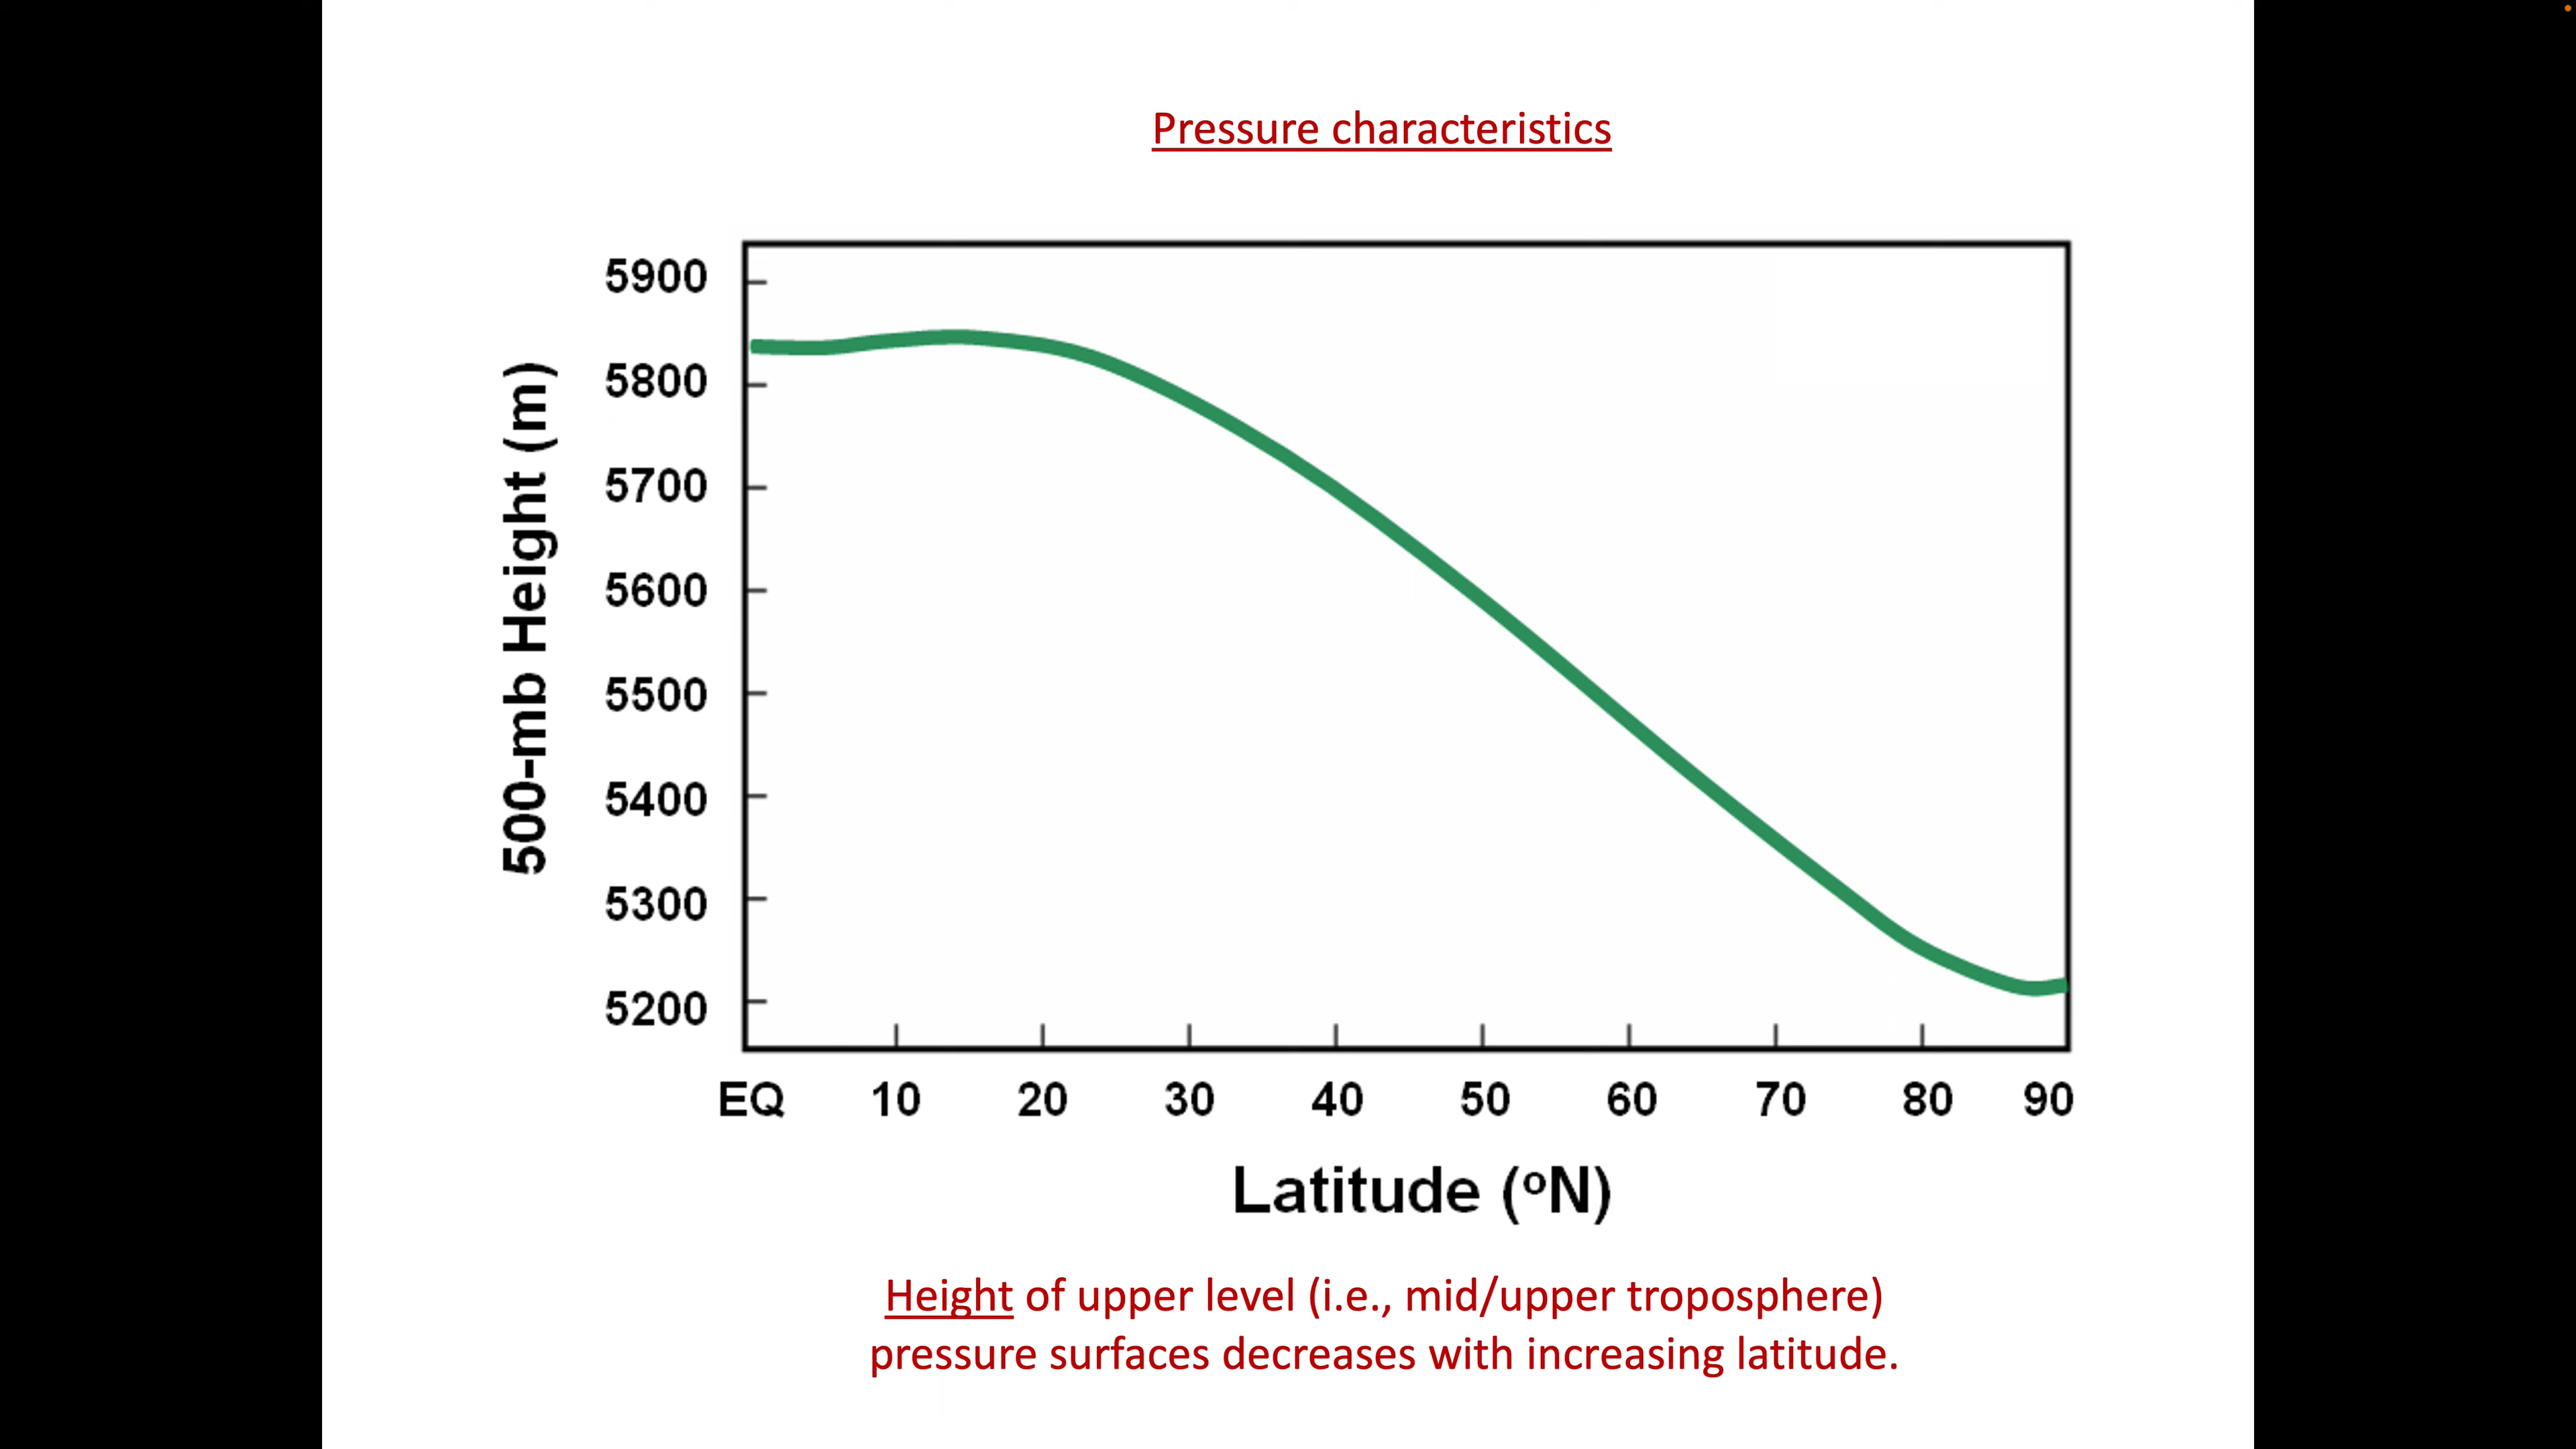 Pressure characteristics
5900
5800
5700
5600
5500
5400
5300
5200
500-mb Height (m)
EQ 10 20 30 40 50 60 70 80 90
Latitude (ºN)
Height of upper level (i.e., mid/upper troposphere)
pressure surfaces decreases with increasing latitude.